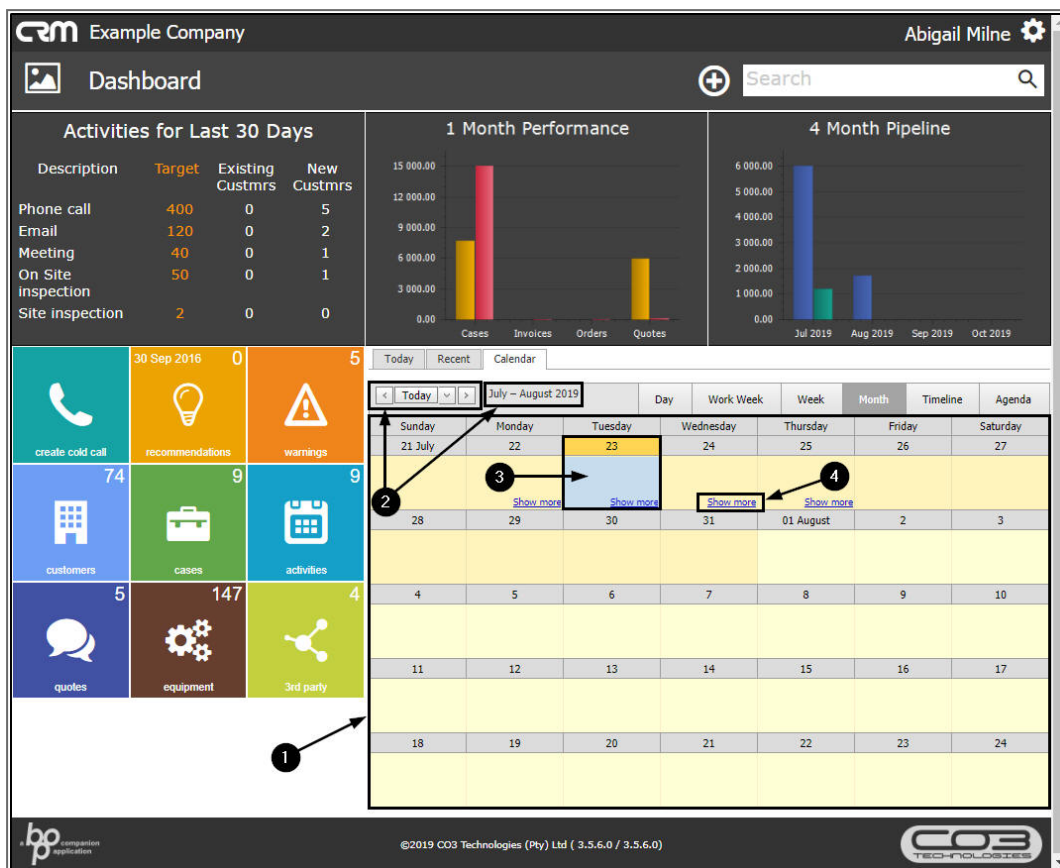 CRM Example Company
Abigail Milne
Dashboard
Search
Activities for Last 30 Days
Description Target Existing Custmrs New Custmrs
Phone call 400 0 5
Email 120 0 2
Meeting 40 0 1
On Site
inspection 50 0 1
Site inspection 2 0 0
1 Month Performance
15 000.00
12 000.00
9 000.00
6 000.00
3 000.00
0.00
Cases Invoices Orders Quotes
4 Month Pipeline
6 000.00
5 000.00
4 000.00
3 000.00
2 000.00
1 000.00
0.00
Jul 2019 Aug 2019 Sep 2019 Oct 2019
create cold call
30 Sep 2016 0
recommendations
5
warnings
74
customers
9
cases
9
activities
5
quotes
147
equipment
4
3rd party
Today Recent Calendar
< Today > July – August 2019 Day Work Week Week Month Timeline Agenda
Sunday Monday Tuesday Wednesday Thursday Friday Saturday
21 July 22 23 24 25 26 27
3 4
2
Show more Show more Show more Show more
28 29 30 31 01 August 2 3
4 5 6 7 8 9 10
11 12 13 14 15 16 17
1
18 19 20 21 22 23 24
a bpo companion
application
©2019 CO3 Technologies (Pty) Ltd ( 3.5.6.0 / 3.5.6.0)
CO3
TECHNOLOGIES